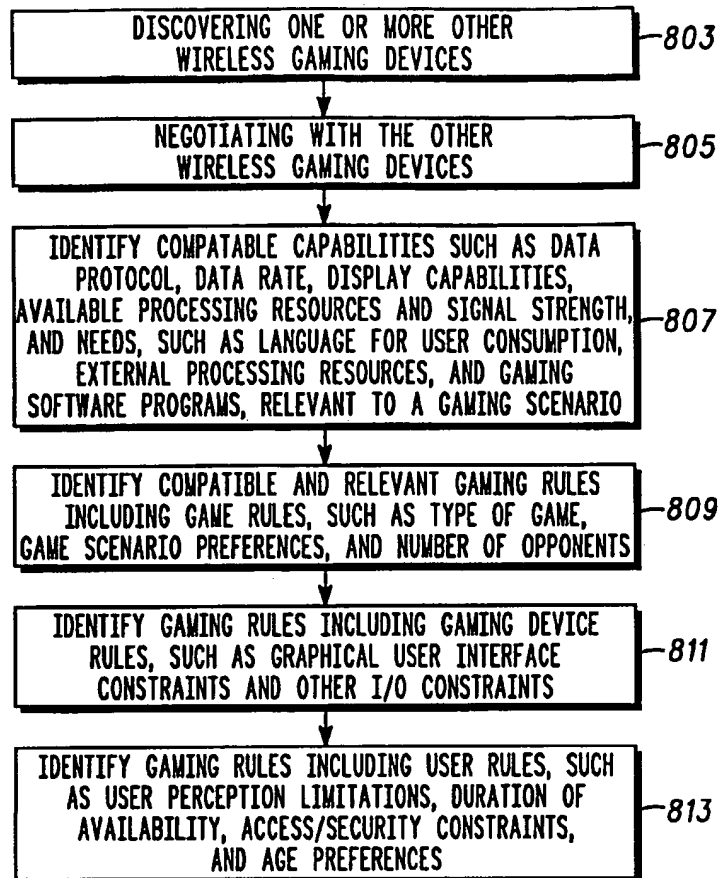 DISCOVERING ONE OR MORE OTHER
WIRELESS GAMING DEVICES
803
NEGOTIATING WITH THE OTHER
WIRELESS GAMING DEVICES
805
IDENTIFY COMPATABLE CAPABILITIES SUCH AS DATA
PROTOCOL, DATA RATE, DISPLAY CAPABILITIES,
AVAILABLE PROCESSING RESOURCES AND SIGNAL STRENGTH,
AND NEEDS, SUCH AS LANGUAGE FOR USER CONSUMPTION,
EXTERNAL PROCESSING RESOURCES, AND GAMING
SOFTWARE PROGRAMS, RELEVANT TO A GAMING SCENARIO
807
IDENTIFY COMPATIBLE AND RELEVANT GAMING RULES
INCLUDING GAME RULES, SUCH AS TYPE OF GAME,
GAME SCENARIO PREFERENCES, AND NUMBER OF OPPONENTS
809
IDENTIFY GAMING RULES INCLUDING GAMING DEVICE
RULES, SUCH AS GRAPHICAL USER INTERFACE
CONSTRAINTS AND OTHER I/O CONSTRAINTS
811
IDENTIFY GAMING RULES INCLUDING USER RULES, SUCH
AS USER PERCEPTION LIMITATIONS, DURATION OF
AVAILABILITY, ACCESS/SECURITY CONSTRAINTS,
AND AGE PREFERENCES
813